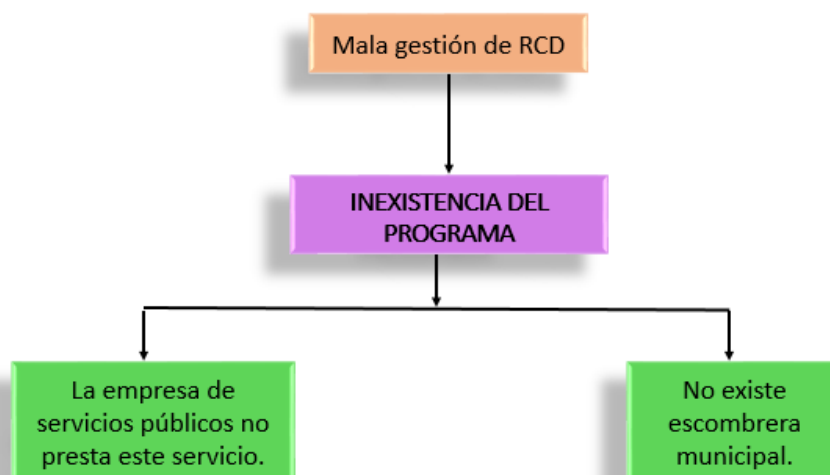 Mala gestión de RCD
INEXISTENCIA DEL
PROGRAMA
La empresa de
servicios públicos no
presta este servicio.
No existe
escombrera
municipal.